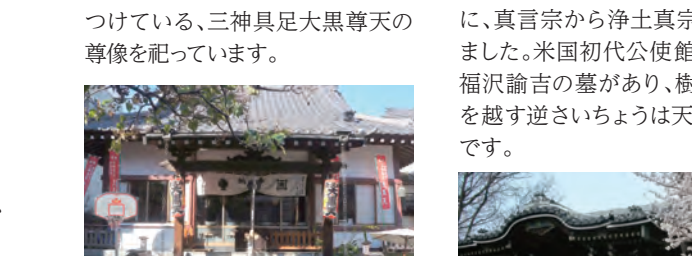 つけている、三神具足大黒尊天の
尊像を祀っています。
に、真言宗から浄土真宗
ました。米国初代公使館
福沢諭吉の墓があり、樹
を越す逆さいちょうは天
です。